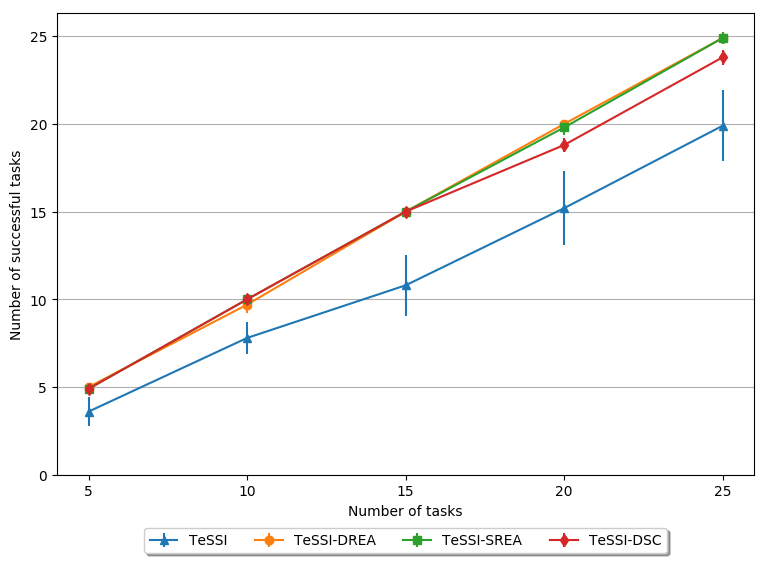 25
20
15
10
5
0
Number of successful tasks
5 10 15 20 25
Number of tasks
TeSSI TeSSI-DREA TeSSI-SREA TeSSI-DSC